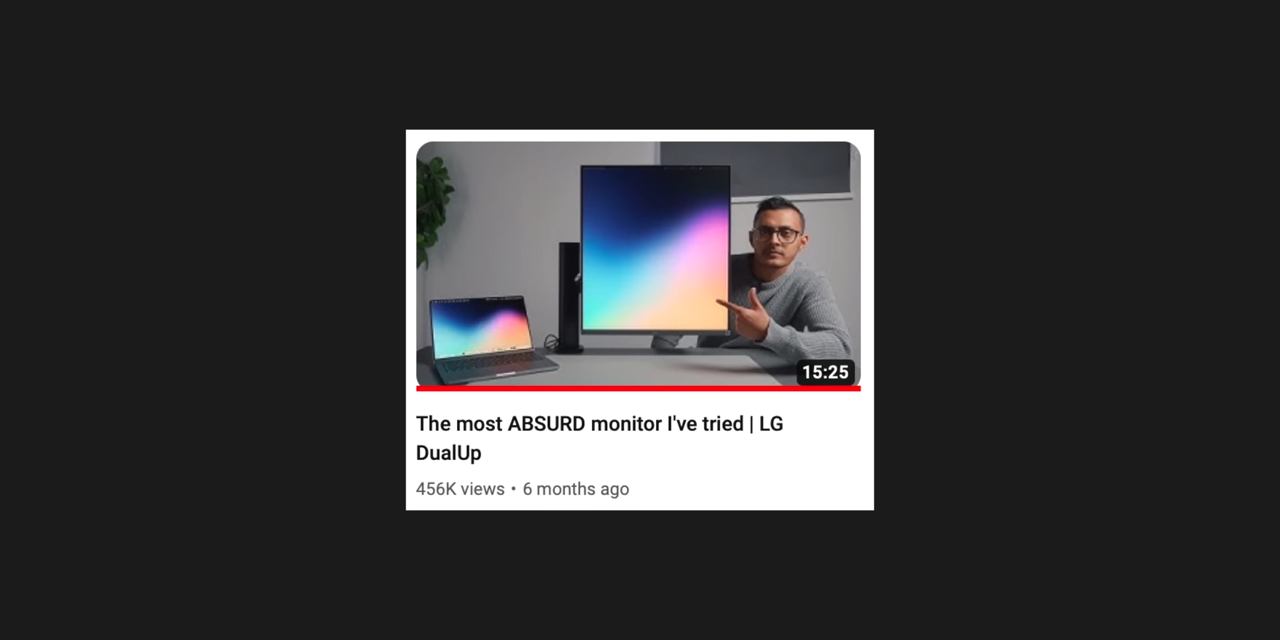 15:25
The most ABSURD monitor I've tried | LG
DualUp
456K views • 6 months ago